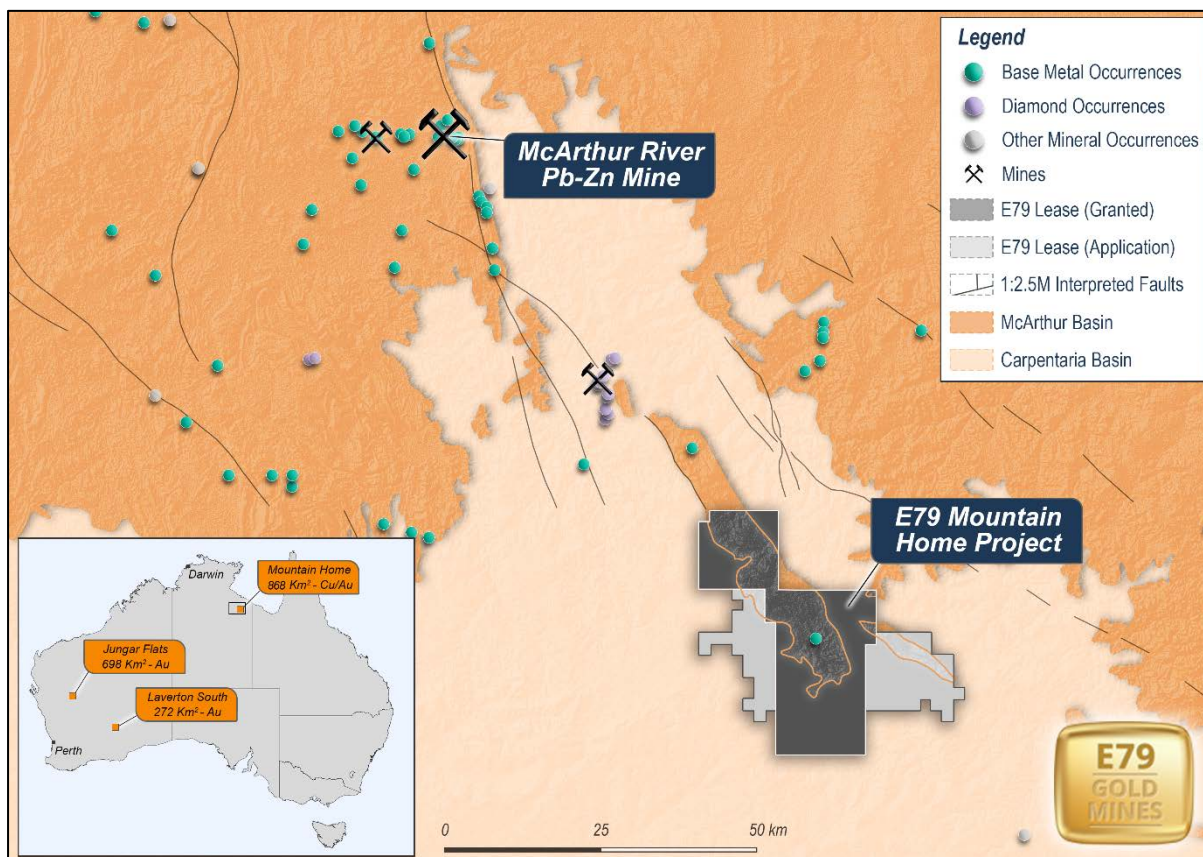 Legend
Base Metal Occurrences
Diamond Occurrences
Other Mineral Occurrences
Mines
E79 Lease (Granted)
E79 Lease (Application)
1:2.5M Interpreted Faults
McArthur Basin
Carpentaria Basin
McArthur River
Pb-Zn Mine
E79 Mountain
Home Project
Darwin
Mountain Home
868 Km² - Cu/Au
Jungar Flats
698 Km² - Au
Laverton South
272 Km² - Au
Perth
0 25 50 km
E79
GOLD
MINES